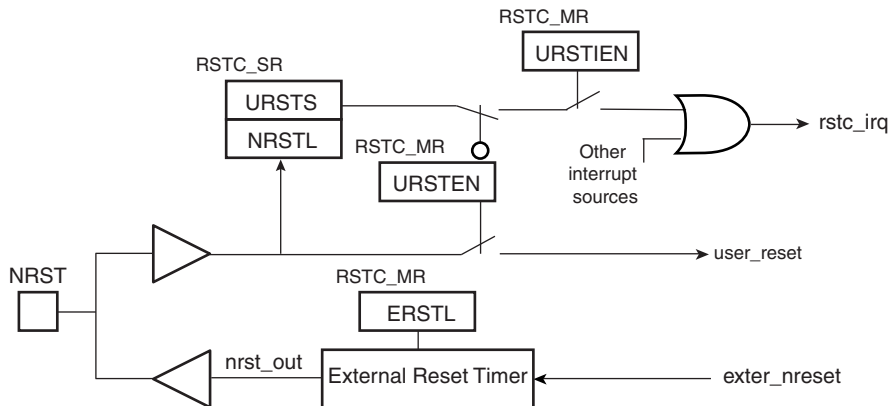 RSTC_MR
URSTIEN
RSTC_SR
URSTS
NRSTL
RSTC_MR
URSTEN
rstc_irq
Other
interrupt
sources
NRST
user_reset
RSTC_MR
ERSTL
nrst_out
External Reset Timer
exter_nreset